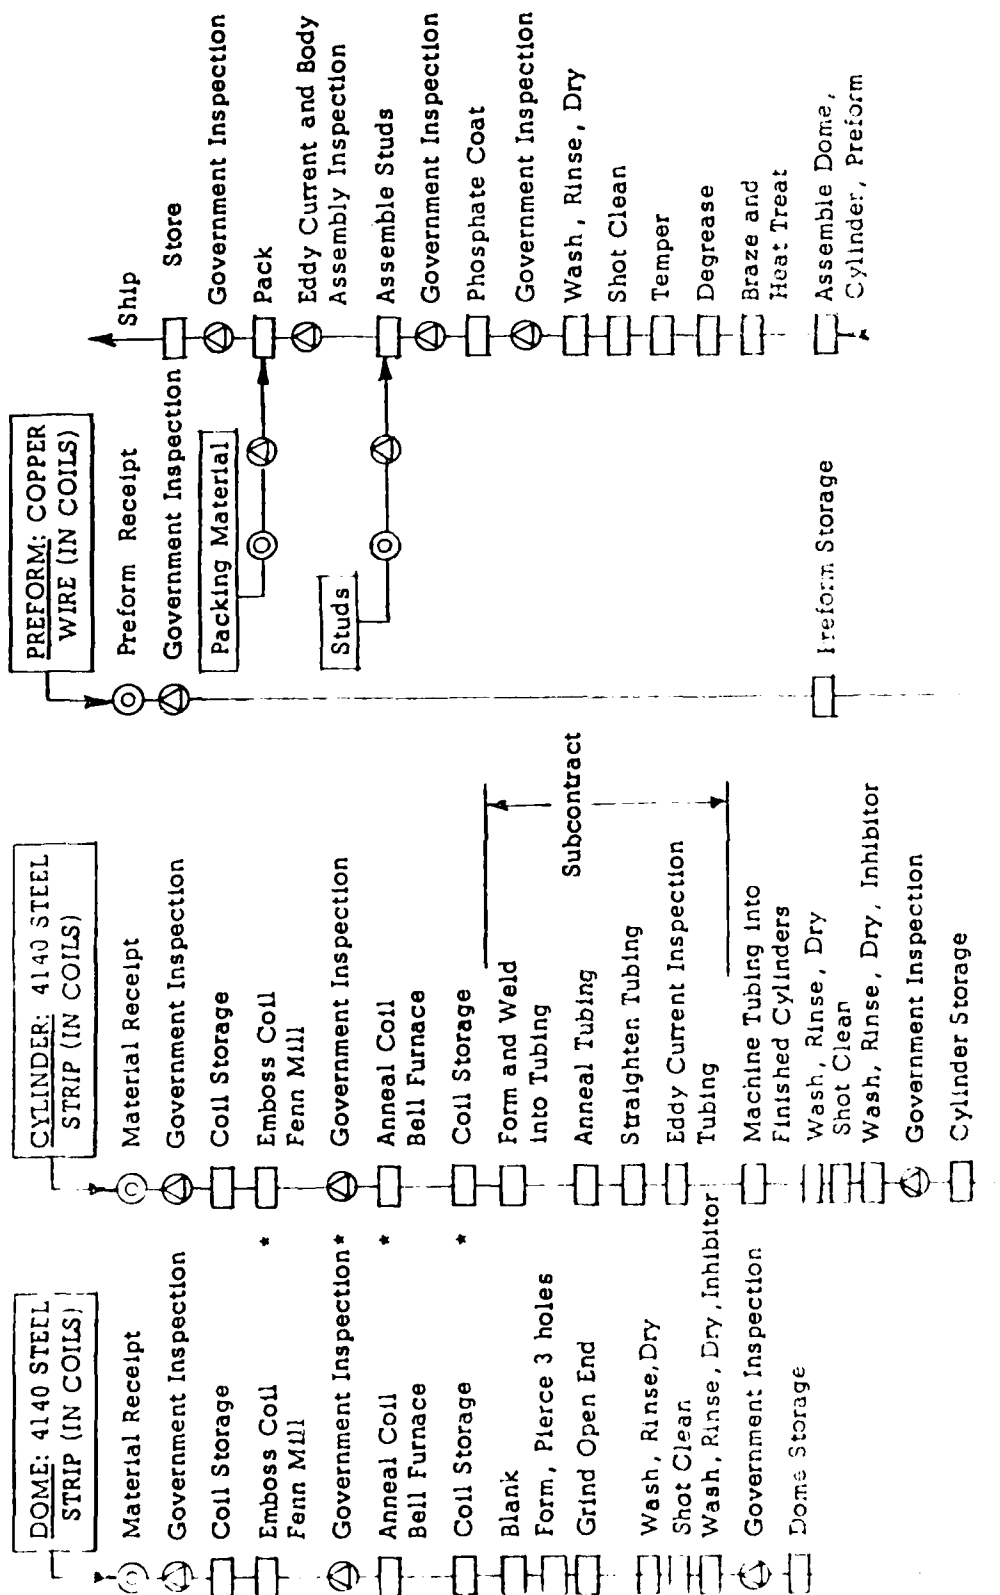 DOME: 4140 STEEL
STRIP (IN COILS)
Material Receipt
Government Inspection
Coil Storage
Emboss Coil
Fenn Mill
*
Government Inspection*
Anneal Coil
Bell Furnace
*
Coil Storage
*
Blank
Form, Pierce 3 holes
Grind Open End
Wash, Rinse, Dry
Shot Clean
Wash, Rinse, Dry, Inhibitor
Government Inspection
Dome Storage
CYLINDER: 4140 STEEL
STRIP (IN COILS)
Material Receipt
Government Inspection
Coil Storage
Emboss Coil
Fenn Mill
Government Inspection
Anneal Coil
Bell Furnace
Coil Storage
Form and Weld
into Tubing
Anneal Tubing
Straighten Tubing
Eddy Current Inspection
Tubing
Subcontract
Machine Tubing into
Finished Cylinders
Wash, Rinse, Dry
Shot Clean
Wash, Rinse, Dry, Inhibitor
Government Inspection
Cylinder Storage
PREFORM: COPPER
WIRE (IN COILS)
Preform Receipt
Government Inspection
Packing Material
Studs
Preform Storage
Ship
Store
Government Inspection
Pack
Eddy Current and Body
Assembly Inspection
Assemble Studs
Government Inspection
Phosphate Coat
Government Inspection
Wash, Rinse, Dry
Shot Clean
Temper
Degrease
Braze and
Heat Treat
Assemble Dome,
Cylinder, Preform